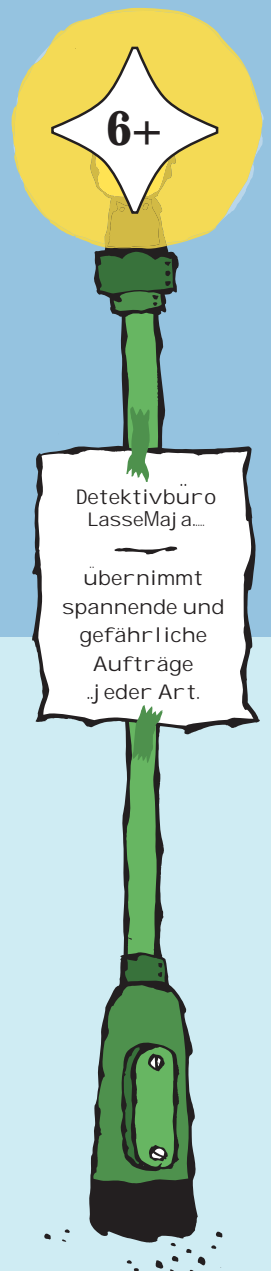 6+
Detektivbüro
LasseMaja....
übernimmt
spannende und
gefährliche
Aufträge
..jeder Art.